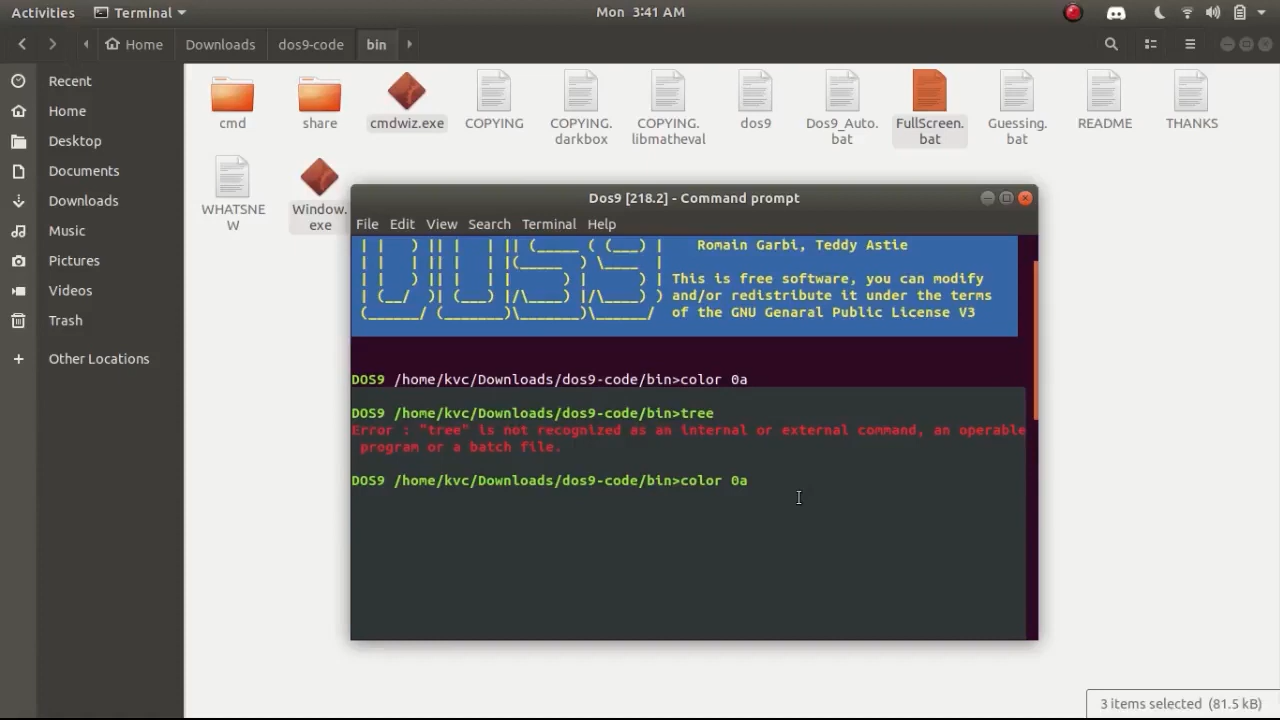 Activities Terminal Mon 3:41 AM
Home Downloads dos9-code bin
Recent
Home
Desktop
Documents
Downloads
Music
Pictures
Videos
Trash
Other Locations
cmd share cmdwiz.exe COPYING COPYING. dos9 Dos9_Auto. FullScreen. Guessing. README THANKS
darkbox
COPYING.
libmatheval
bat bat bat
WHATSNE
W
Window.
exe
Dos9 [218.2] - Command prompt
File Edit View Search Terminal Help
Romain Garbi, Teddy Astie
This is free software, you can modify
and/or redistribute it under the terms
of the GNU Genaral Public License V3
DOS9 /home/kvc/Downloads/dos9-code/bin>color 0a
DOS9 /home/kvc/Downloads/dos9-code/bin>tree
Error : "tree" is not recognized as an internal or external command, an operable
program or a batch file.
DOS9 /home/kvc/Downloads/dos9-code/bin>color 0a
3 items selected (81.5 kB)